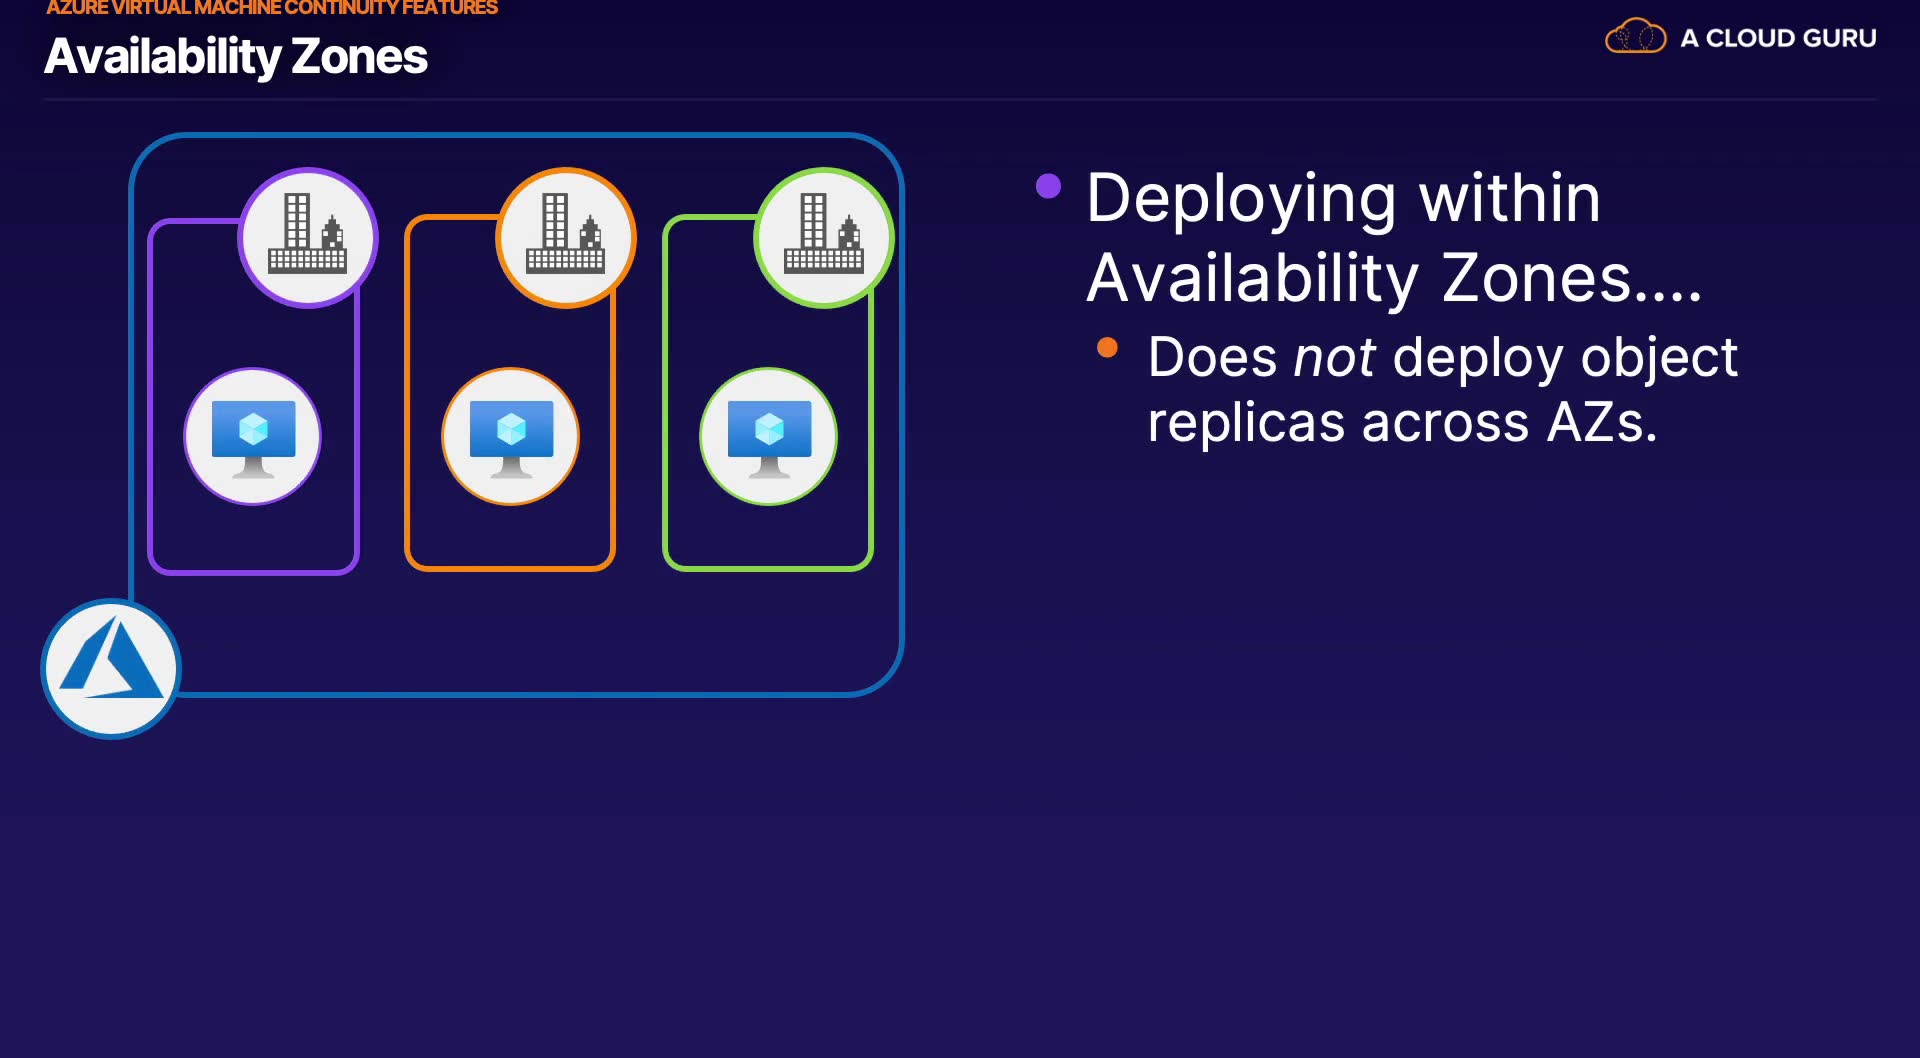 AZURE VIRTUAL MACHINE CONTINUITY FEATURES
Availability Zones
A CLOUD GURU
Deploying within
Availability Zones....
Does not deploy object
replicas across AZs.